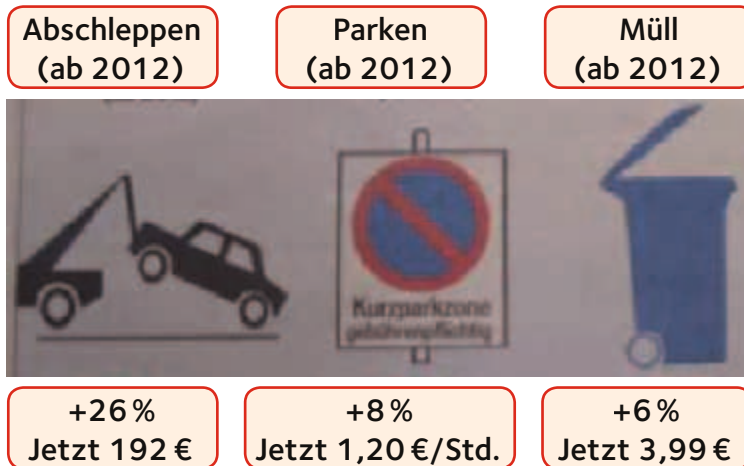 Abschleppen
(ab 2012)
Parken
(ab 2012)
Müll
(ab 2012)
Kurzparkzone
gebührenpflichtig
+26 %
Jetzt 192 €
+8 %
Jetzt 1,20 €/Std.
+6 %
Jetzt 3,99 €